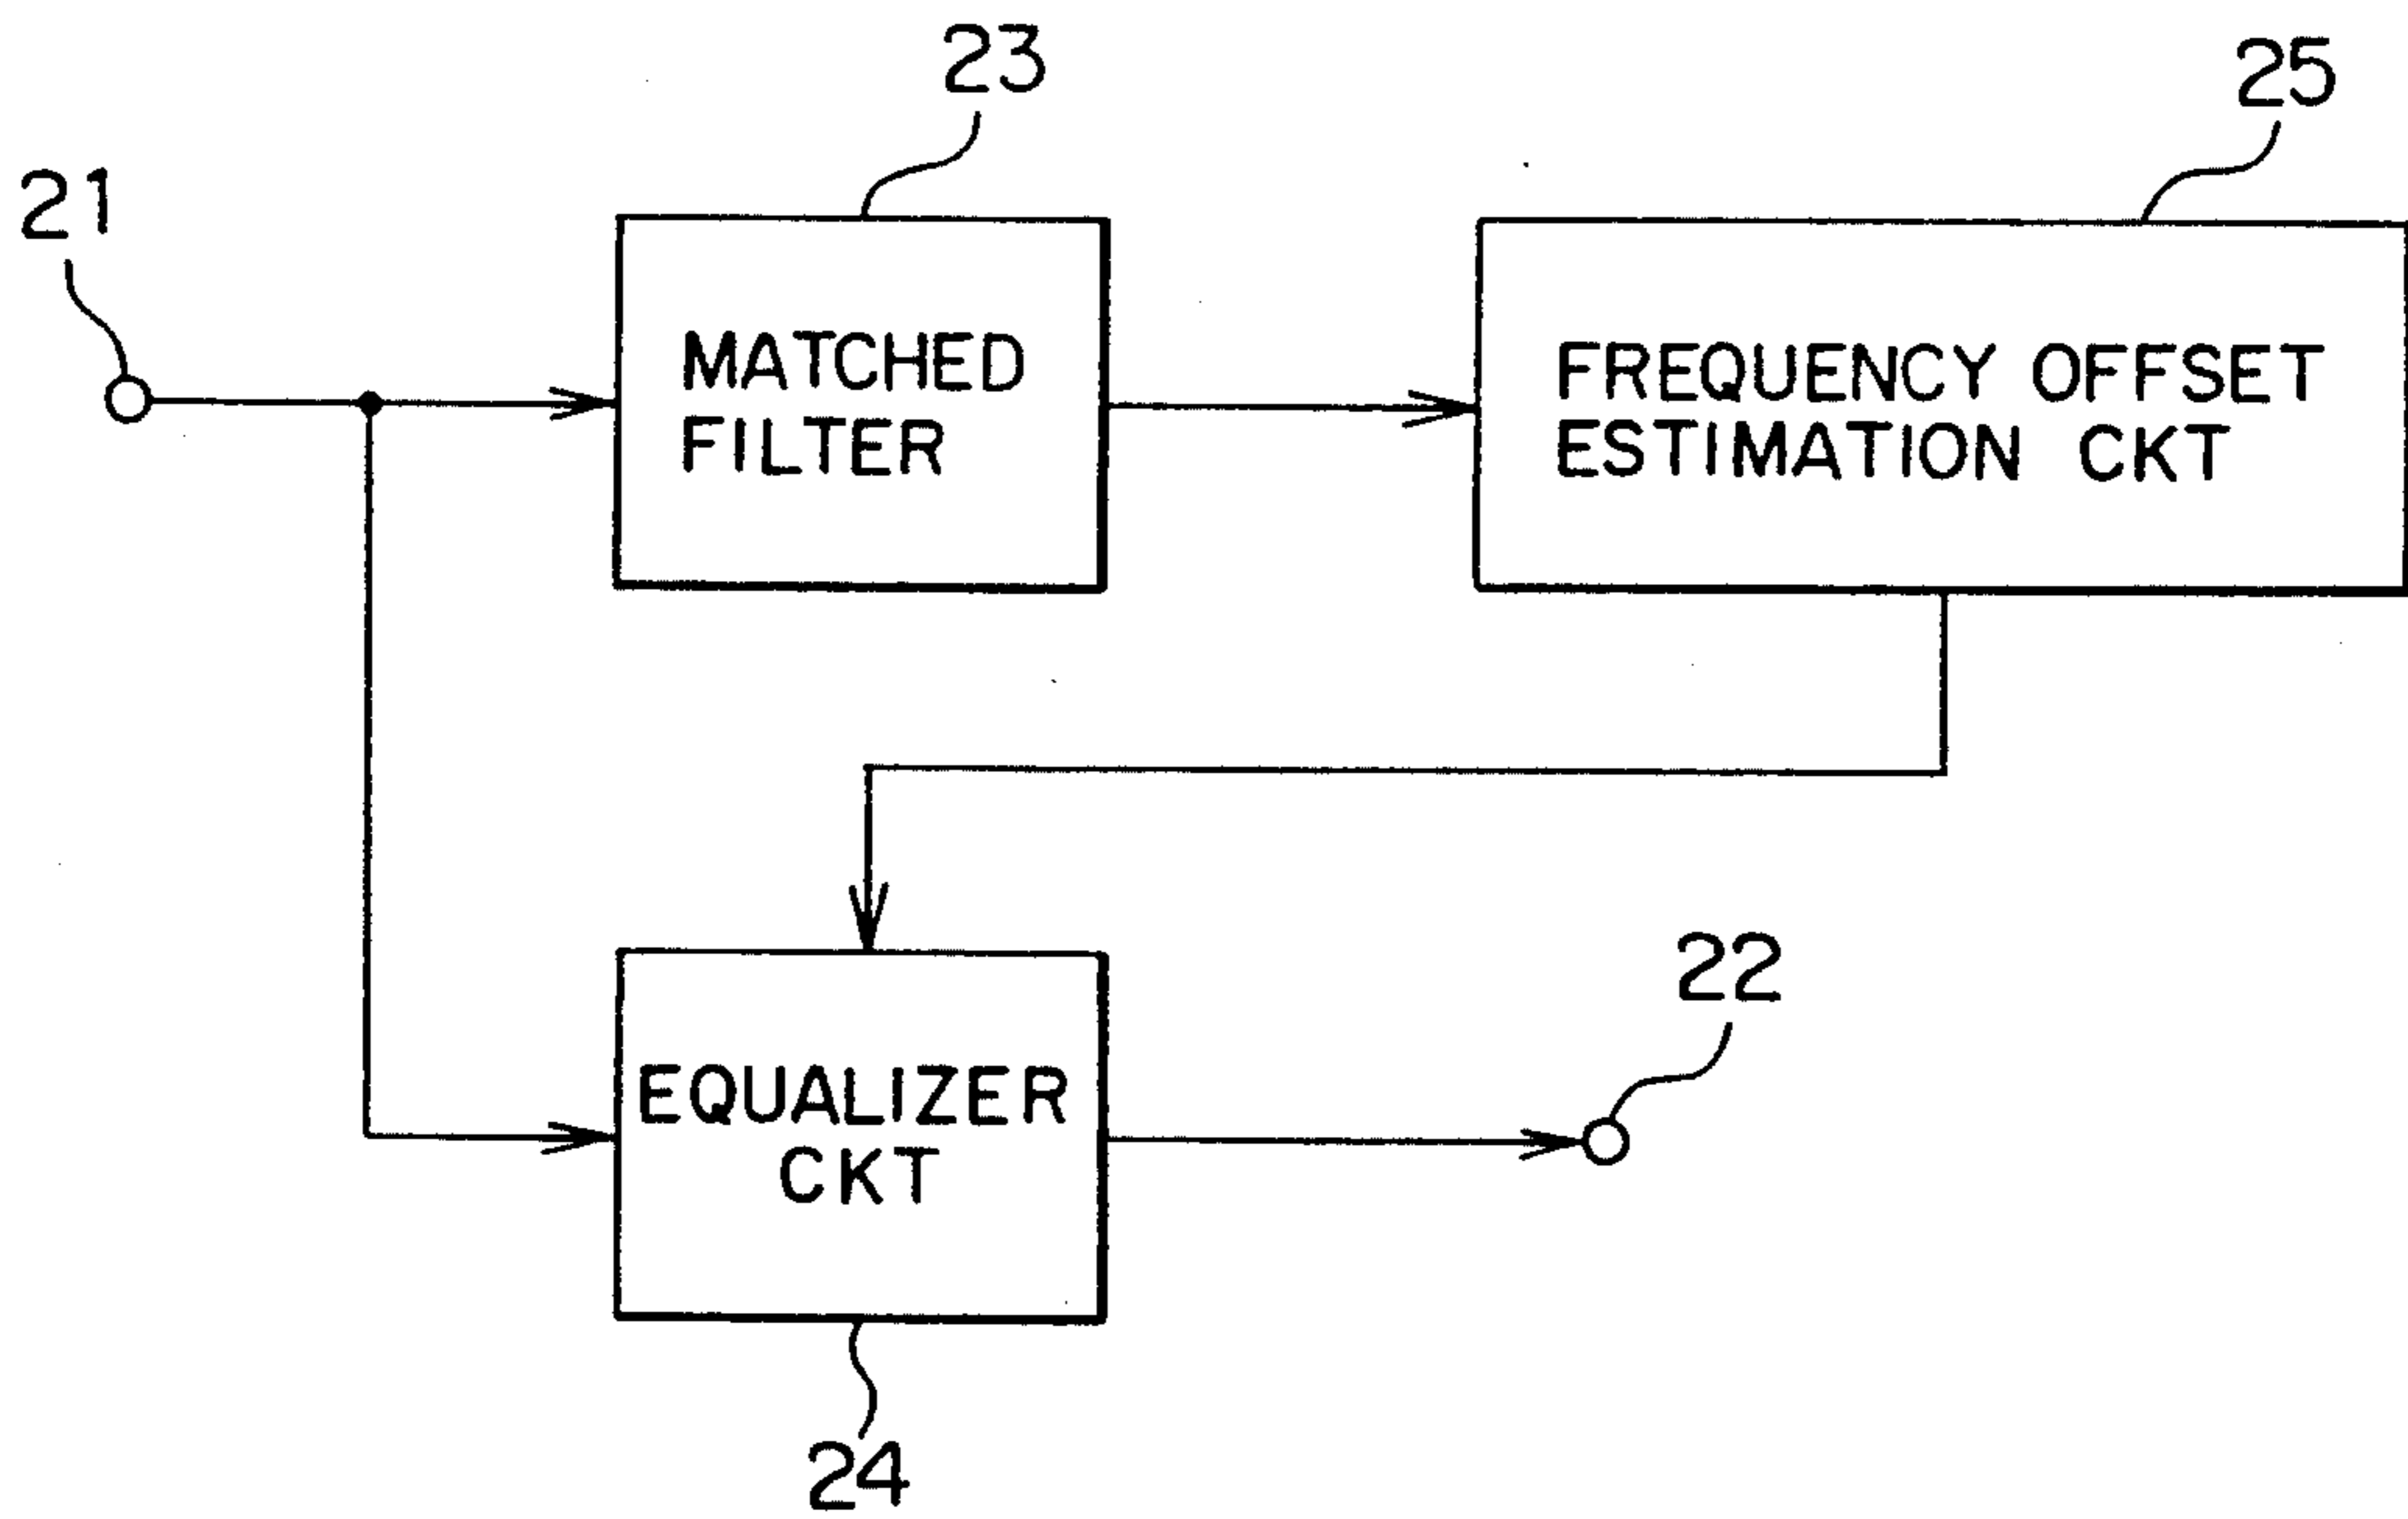 23
25
21
MATCHED
FILTER
FREQUENCY OFFSET
ESTIMATION CKT
22
EQUALIZER
CKT
24